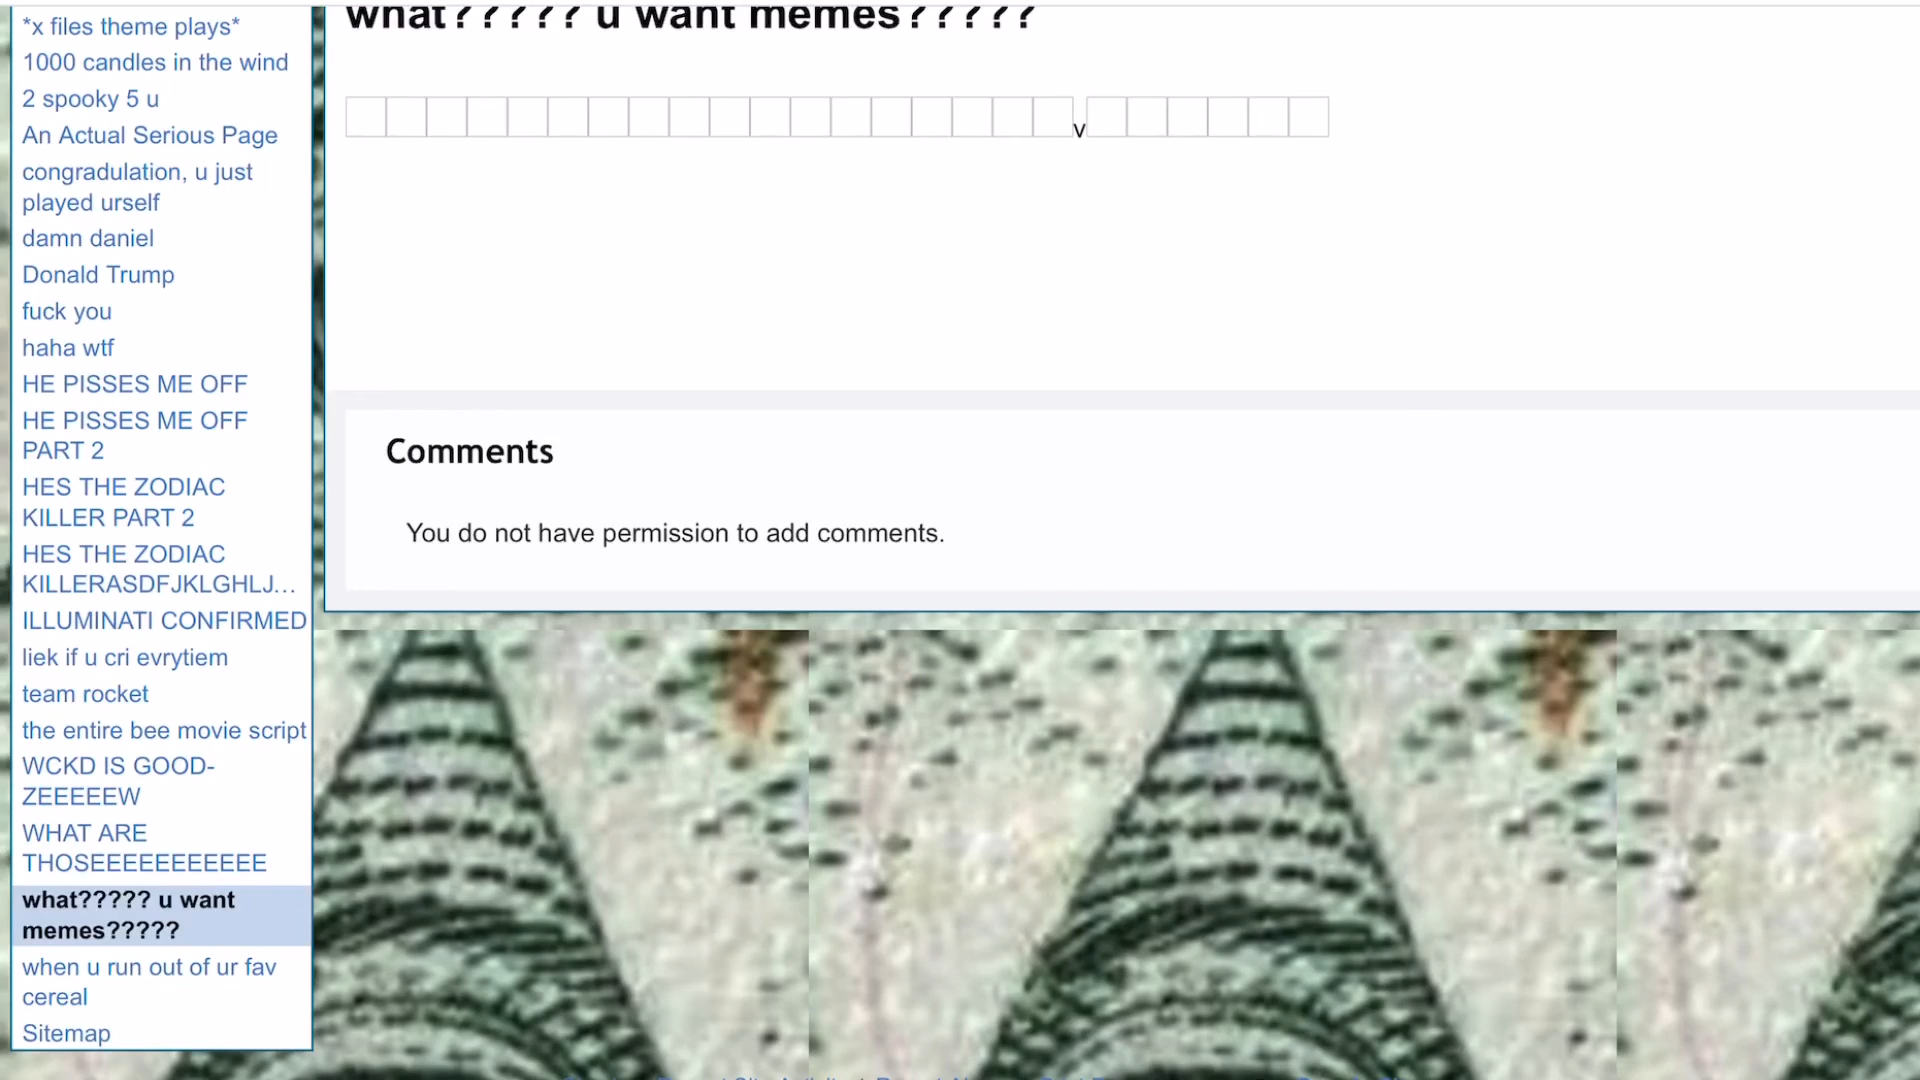 *x files theme plays*
1000 candles in the wind
2 spooky 5 u
An Actual Serious Page
congradulation, u just
played urself
damn daniel
Donald Trump
fuck you
haha wtf
HE PISSES ME OFF
HE PISSES ME OFF
PART 2
HES THE ZODIAC
KILLER PART 2
HES THE ZODIAC
KILLERASDFJKLGHLJ...
ILLUMINATI CONFIRMED
liek if u cri evrytiem
team rocket
the entire bee movie script
WCKD IS GOOD-
ZEEEEEW
WHAT ARE
THOSEEEEEEEEEEE
what????? u want
memes?????
when u run out of ur fav
cereal
Sitemap
what????? u want memes?????
v
Comments
You do not have permission to add comments.